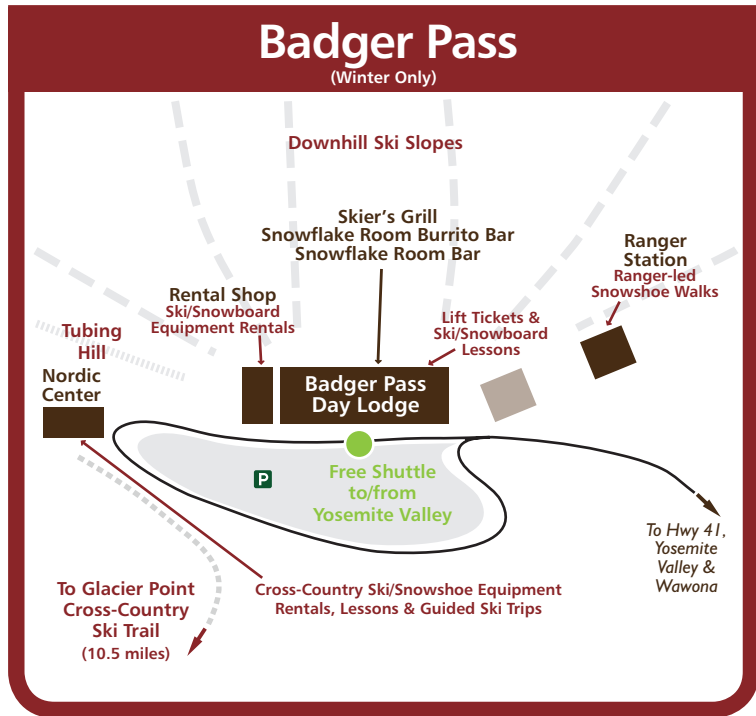 Badger Pass
(Winter Only)
Downhill Ski Slopes
Skier's Grill
Snowflake Room Burrito Bar
Snowflake Room Bar
Ranger
Station
Ranger-led
Snowshoe Walks
Rental Shop
Ski/Snowboard
Equipment Rentals
Lift Tickets &
Ski/Snowboard
Lessons
Tubing
Hill
Nordic
Center
Badger Pass
Day Lodge
P
Free Shuttle
to/from
Yosemite Valley
To Hwy 41,
Yosemite
Valley &
Wawona
To Glacier Point
Cross-Country
Ski Trail
(10.5 miles)
Cross-Country Ski/Snowshoe Equipment
Rentals, Lessons & Guided Ski Trips